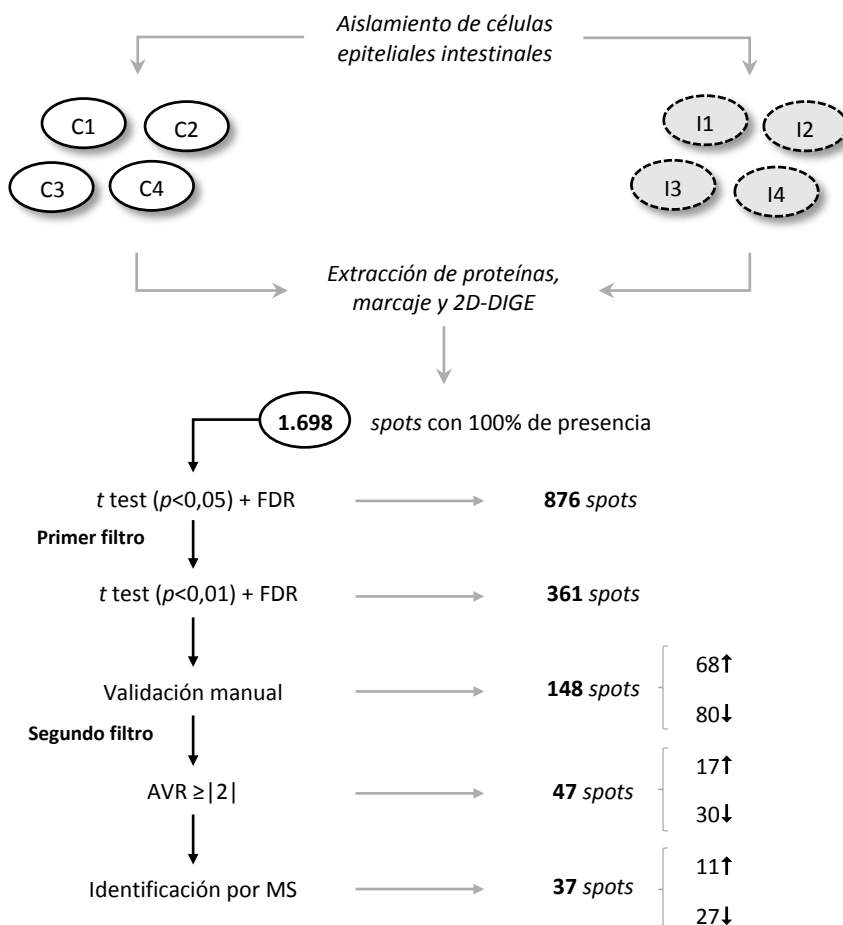 Aislamiento de células
epiteliales intestinales
C1
C2
C3
C4
I1
I2
I3
I4
Extracción de proteínas,
marcaje y 2D-DIGE
1.698 spots con 100% de presencia
t test (p<0,05) + FDR
876 spots
Primer filtro
t test (p<0,01) + FDR
361 spots
Validación manual
148 spots
68↑
80↓
Segundo filtro
AVR ≥|2|
47 spots
17↑
30↓
Identificación por MS
37 spots
11↑
27↓